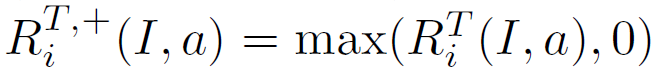 $R_i^{T,+}(I,a) = \max(R_i^T(I,a), 0)$